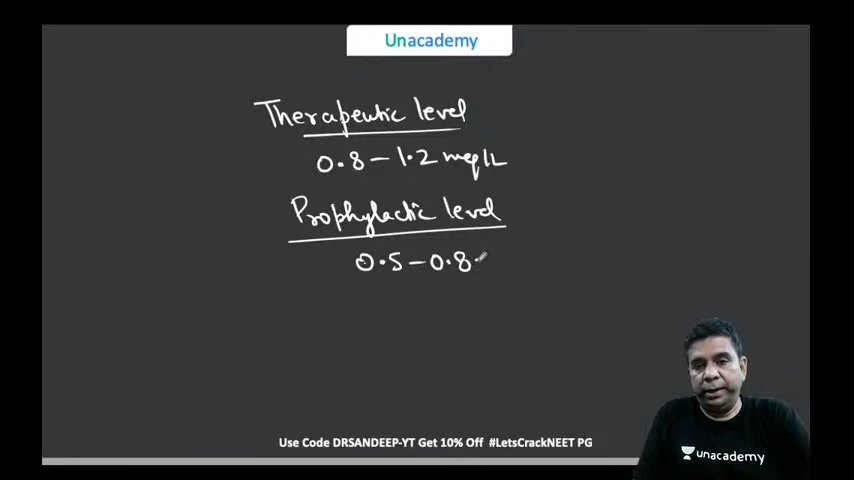 Unacademy
Therapeutic level
0.8 - 1.2 meq/L
Prophylactic level
0.5 - 0.8
unacademy
Use Code DRSANDEEP-YT Get 10% Off #LetsCrackNEET PG